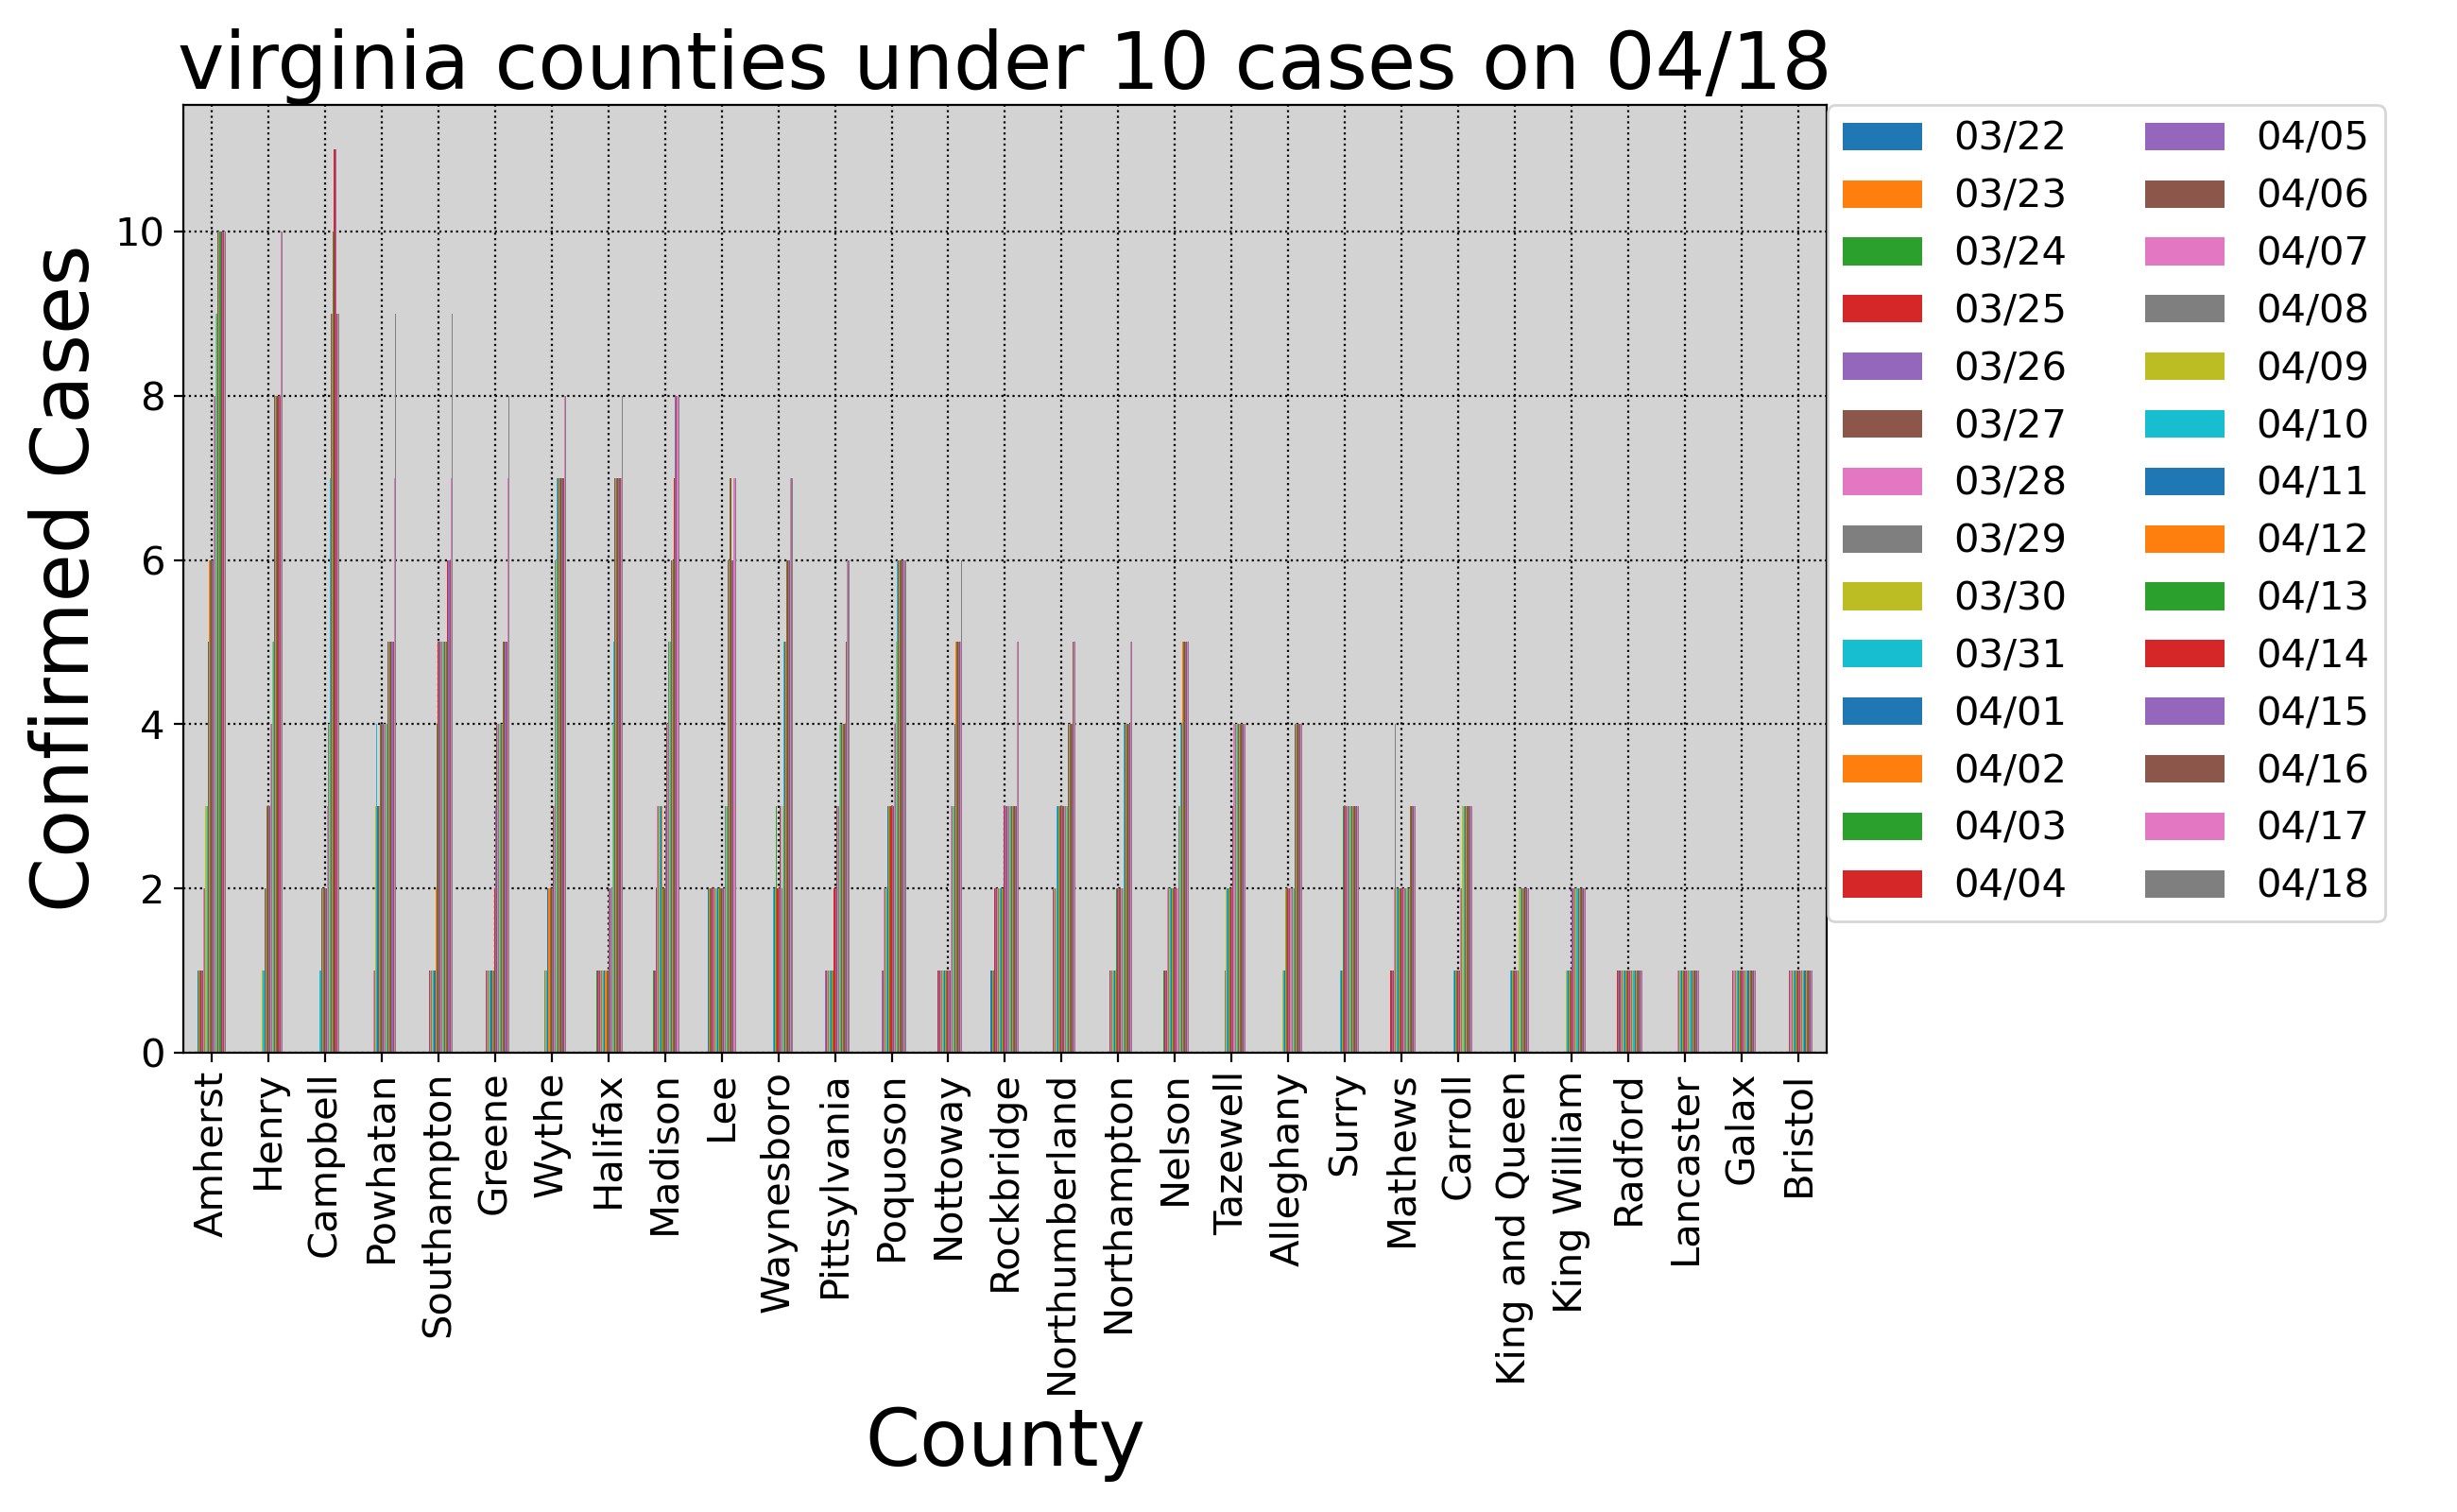 virginia counties under 10 cases on 04/18
Confirmed Cases
10
8
6
4
2
0
Amherst
Henry
Campbell
Powhatan
Southampton
Greene
Wythe
Halifax
Madison
Lee
Waynesboro
Pittsylvania
Poquoson
Nottoway
Rockbridge
Northumberland
Northampton
Nelson
Tazewell
Alleghany
Surry
Mathews
Carroll
King and Queen
King William
Radford
Lancaster
Galax
Bristol
County
03/22
03/23
03/24
03/25
03/26
03/27
03/28
03/29
03/30
03/31
04/01
04/02
04/03
04/04
04/05
04/06
04/07
04/08
04/09
04/10
04/11
04/12
04/13
04/14
04/15
04/16
04/17
04/18